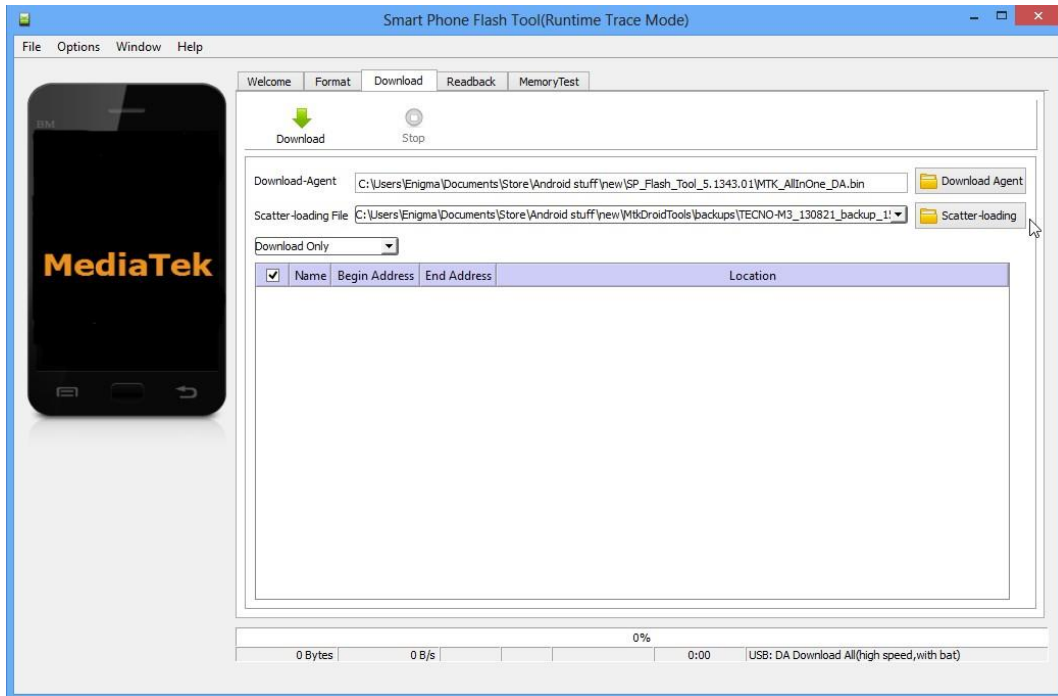 Smart Phone Flash Tool(Runtime Trace Mode)
File Options Window Help
Welcome Format Download Readback MemoryTest
BM
Download Stop
Download-Agent C:\Users\Enigma\Documents\Store\Android stuff\new\SP_Flash_Tool_5.1343.01\MTK_AllInOne_DA.bin Download Agent
Scatter-loading File C:\Users\Enigma\Documents\Store\Android stuff\new\MtkDroidTools\backups\TECNO-M3_130821_backup_1 Scatter-loading
Download Only
MediaTek
Name Begin Address End Address Location
0%
0 Bytes 0 B/s 0:00 USB: DA Download All(high speed,with bat)